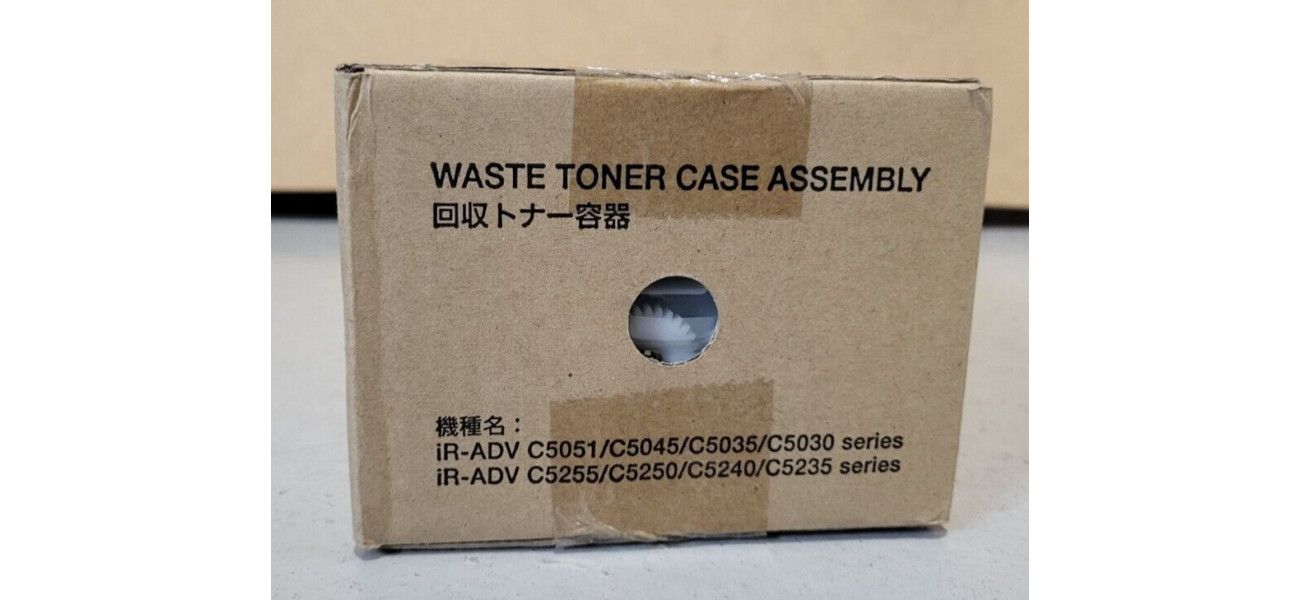 WASTE TONER CASE ASSEMBLY
回収トナー容器
機種名：
iR-ADV C5051/C5045/C5035/C5030 series
iR-ADV C5255/C5250/C5240/C5235 series